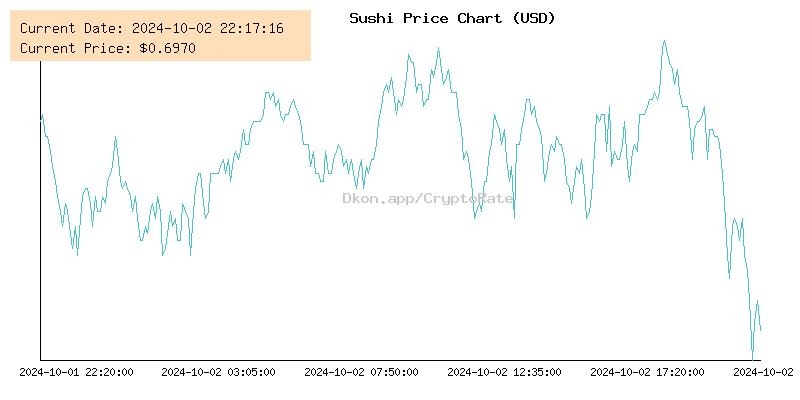 Sushi Price Chart (USD)
Current Date: 2024-10-02 22:17:16
Current Price: $0.6970
Dkon.app/CryptoRate
2024-10-01 22:20:00 2024-10-02 03:05:00 2024-10-02 07:50:00 2024-10-02 12:35:00 2024-10-02 17:20:00 2024-10-02